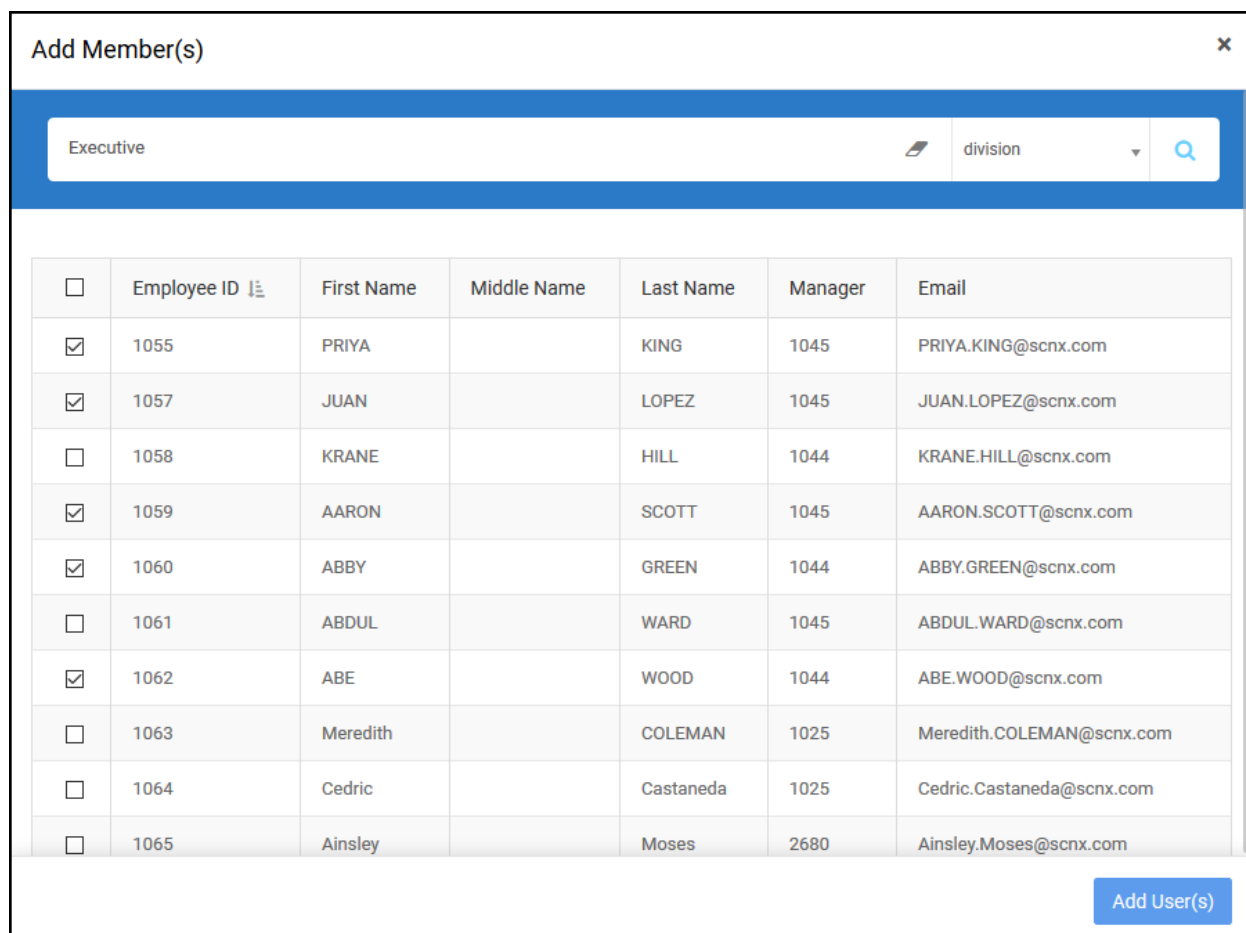 Add Member(s) ×
Executive division
Employee ID First Name Middle Name Last Name Manager Email
1055 PRIYA KING 1045 PRIYA.KING@scnx.com
1057 JUAN LOPEZ 1045 JUAN.LOPEZ@scnx.com
1058 KRANE HILL 1044 KRANE.HILL@scnx.com
1059 AARON SCOTT 1045 AARON.SCOTT@scnx.com
1060 ABBY GREEN 1044 ABBY.GREEN@scnx.com
1061 ABDUL WARD 1045 ABDUL.WARD@scnx.com
1062 ABE WOOD 1044 ABE.WOOD@scnx.com
1063 Meredith COLEMAN 1025 Meredith.COLEMAN@scnx.com
1064 Cedric Castaneda 1025 Cedric.Castaneda@scnx.com
1065 Ainsley Moses 2680 Ainsley.Moses@scnx.com
Add User(s)